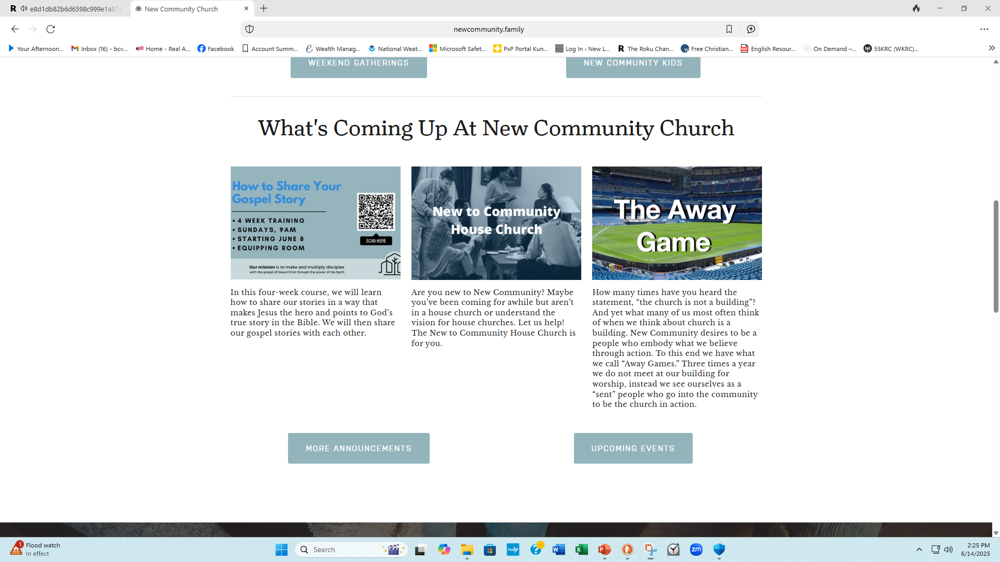 e8d1db82b6d6598c999e1a874
New Community Church
newcommunity.family
Your Afternoon...
Inbox (16) - bcv...
Home - Real A...
Facebook
Account Summ...
Wealth Manag...
National Weat...
Microsoft Safet...
PxP Portal Kun...
Log In ‹ New L...
The Roku Chan...
Free Christian...
English Resour...
On Demand –...
55KRC (WKRC)...
WEEKEND GATHERINGS
NEW COMMUNITY KIDS
What's Coming Up At New Community Church
How to Share Your
Gospel Story
• 4 WEEK TRAINING
• SUNDAYS, 9AM
• STARTING JUNE 8
• EQUIPPING ROOM
SCAN HERE
Our mission is to make and multiply disciples
with the gospel of Jesus Christ through the power of the Spirit.
In this four-week course, we will learn
how to share our stories in a way that
makes Jesus the hero and points to God’s
true story in the Bible. We will then share
our gospel stories with each other.
New to Community
House Church
Are you new to New Community? Maybe
you’ve been coming for awhile but aren’t
in a house church or understand the
vision for house churches. Let us help!
The New to Community House Church is
for you.
The Away
Game
How many times have you heard the
statement, “the church is not a building”?
And yet what many of us most often think
of when we think about church is a
building. New Community desires to be a
people who embody what we believe
through action. To this end we have what
we call “Away Games.” Three times a year
we do not meet at our building for
worship, instead we see ourselves as a
“sent” people who go into the community
to be the church in action.
MORE ANNOUNCEMENTS
UPCOMING EVENTS
1
Flood watch
In effect
Search
myhp
zm
2:25 PM
6/14/2025